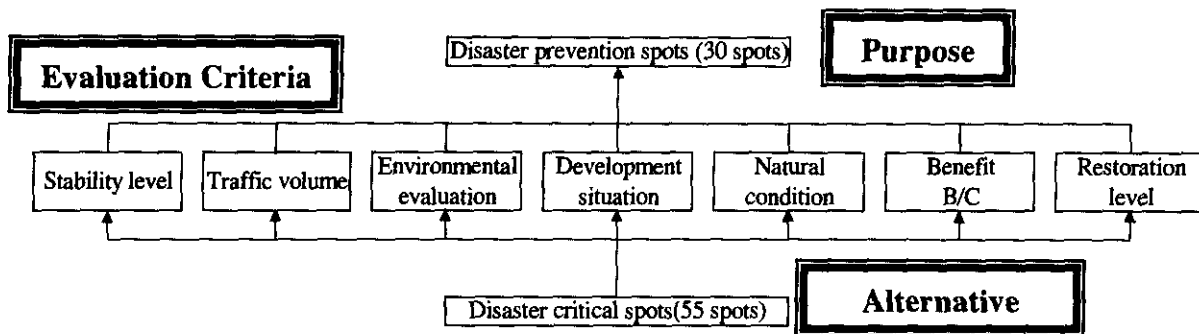 Disaster prevention spots (30 spots)
Purpose
Evaluation Criteria
Stability level
Traffic volume
Environmental
evaluation
Development
situation
Natural
condition
Benefit
B/C
Restoration
level
Disaster critical spots(55 spots)
Alternative